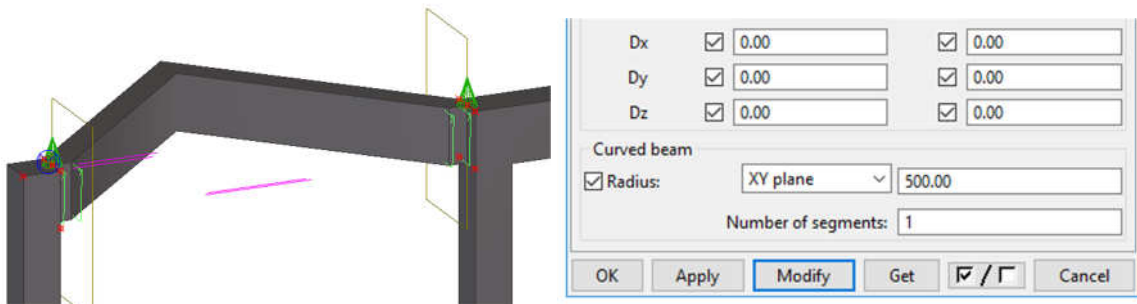 Dx 0.00 0.00
Dy 0.00 0.00
Dz 0.00 0.00
Curved beam
Radius: XY plane 500.00
Number of segments: 1
OK Apply Modify Get / Cancel